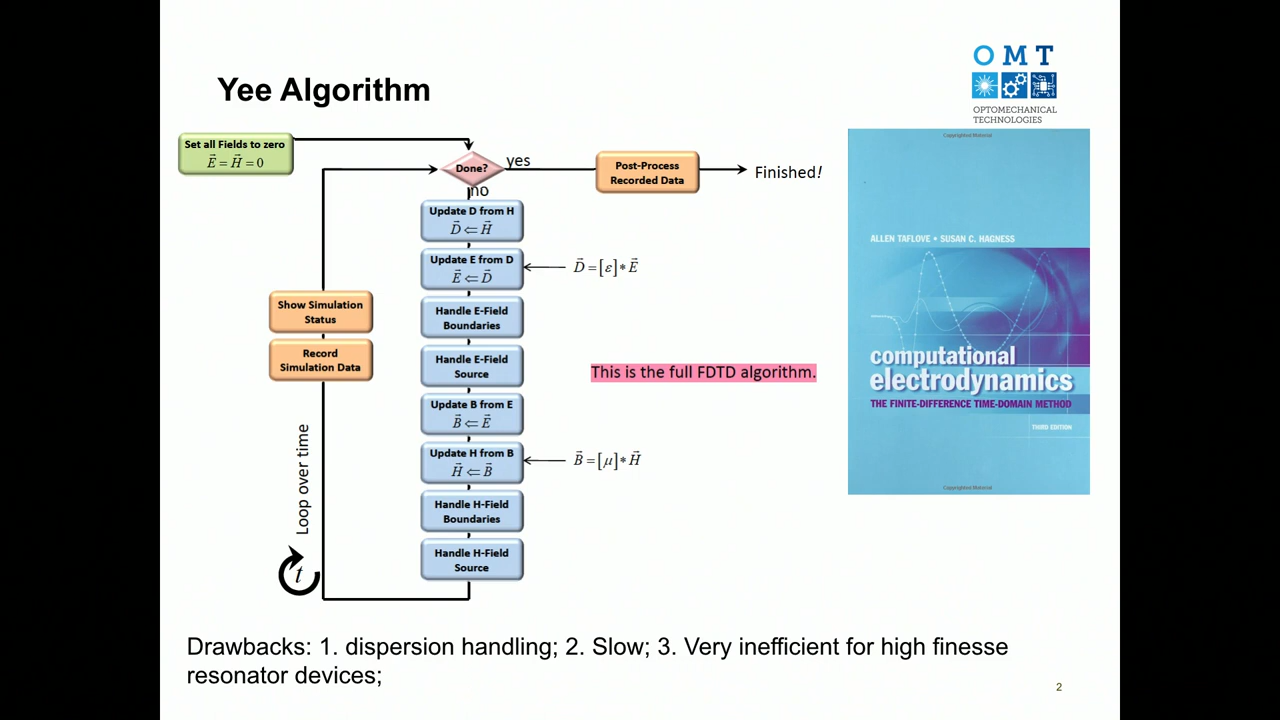 Yee Algorithm
O M T
OPTOMECHANICAL
TECHNOLOGIES
Set all Fields to zero
E⃗ = H⃗ = 0
Done?
yes
no
Post-Process
Recorded Data
Finished!
Update D from H
D⃗ ⇐ H⃗
Update E from D
E⃗ ⇐ D⃗
D⃗ = [ε] * E⃗
Handle E-Field
Boundaries
Handle E-Field
Source
Update B from E
B⃗ ⇐ E⃗
Update H from B
H⃗ ⇐ B⃗
B⃗ = [μ] * H⃗
Handle H-Field
Boundaries
Handle H-Field
Source
Show Simulation
Status
Record
Simulation Data
Loop over time
t
This is the full FDTD algorithm.
Copyrighted Material
ALLEN TAFLOVE • SUSAN C. HAGNESS
computational
electrodynamics
THE FINITE-DIFFERENCE TIME-DOMAIN METHOD
THIRD EDITION
Copyrighted Material
Drawbacks: 1. dispersion handling; 2. Slow; 3. Very inefficient for high finesse
resonator devices;
2